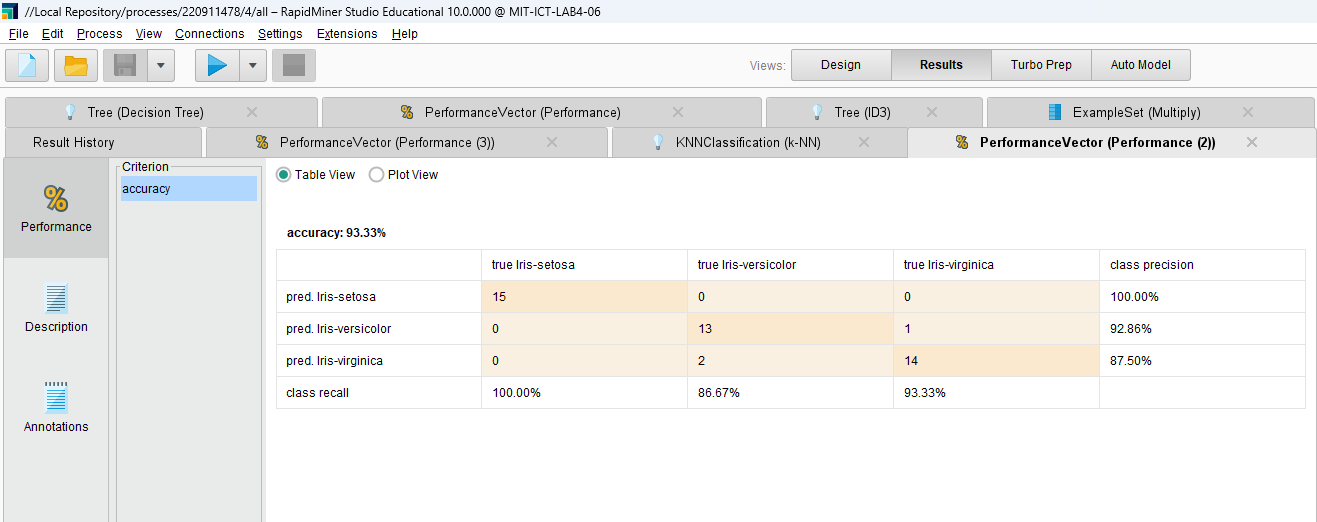 //Local Repository/processes/220911478/4/all – RapidMiner Studio Educational 10.0.000 @ MIT-ICT-LAB4-06
File Edit Process View Connections Settings Extensions Help
Views: Design Results Turbo Prep Auto Model
Tree (Decision Tree) PerformanceVector (Performance) Tree (ID3) ExampleSet (Multiply)
Result History PerformanceVector (Performance (3)) KNNClassification (k-NN) PerformanceVector (Performance (2))
% Performance
Description
Annotations
Criterion
accuracy
Table View Plot View
accuracy: 93.33%
true Iris-setosa true Iris-versicolor true Iris-virginica class precision
pred. Iris-setosa 15 0 0 100.00%
pred. Iris-versicolor 0 13 1 92.86%
pred. Iris-virginica 0 2 14 87.50%
class recall 100.00% 86.67% 93.33%